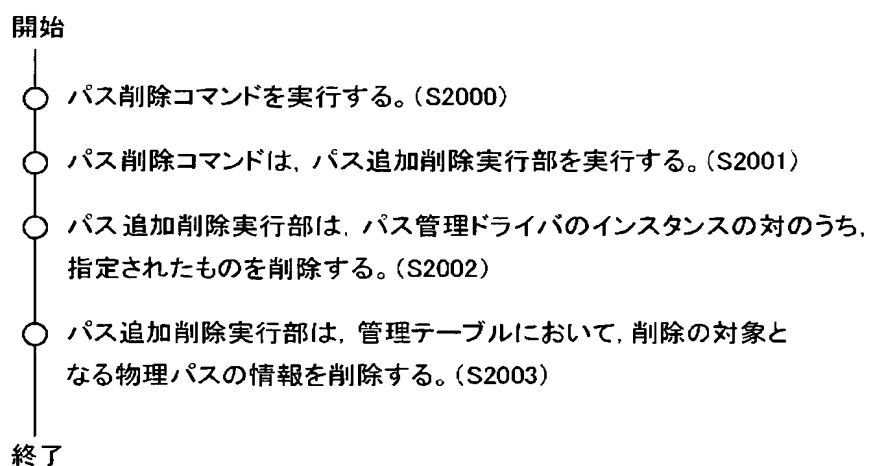 開始
パス削除コマンドを実行する。(S2000)
パス削除コマンドは，パス追加削除実行部を実行する。(S2001)
パス追加削除実行部は，パス管理ドライバのインスタンスの対のうち，
指定されたものを削除する。(S2002)
パス追加削除実行部は，管理テーブルにおいて，削除の対象と
なる物理パスの情報を削除する。(S2003)
終了